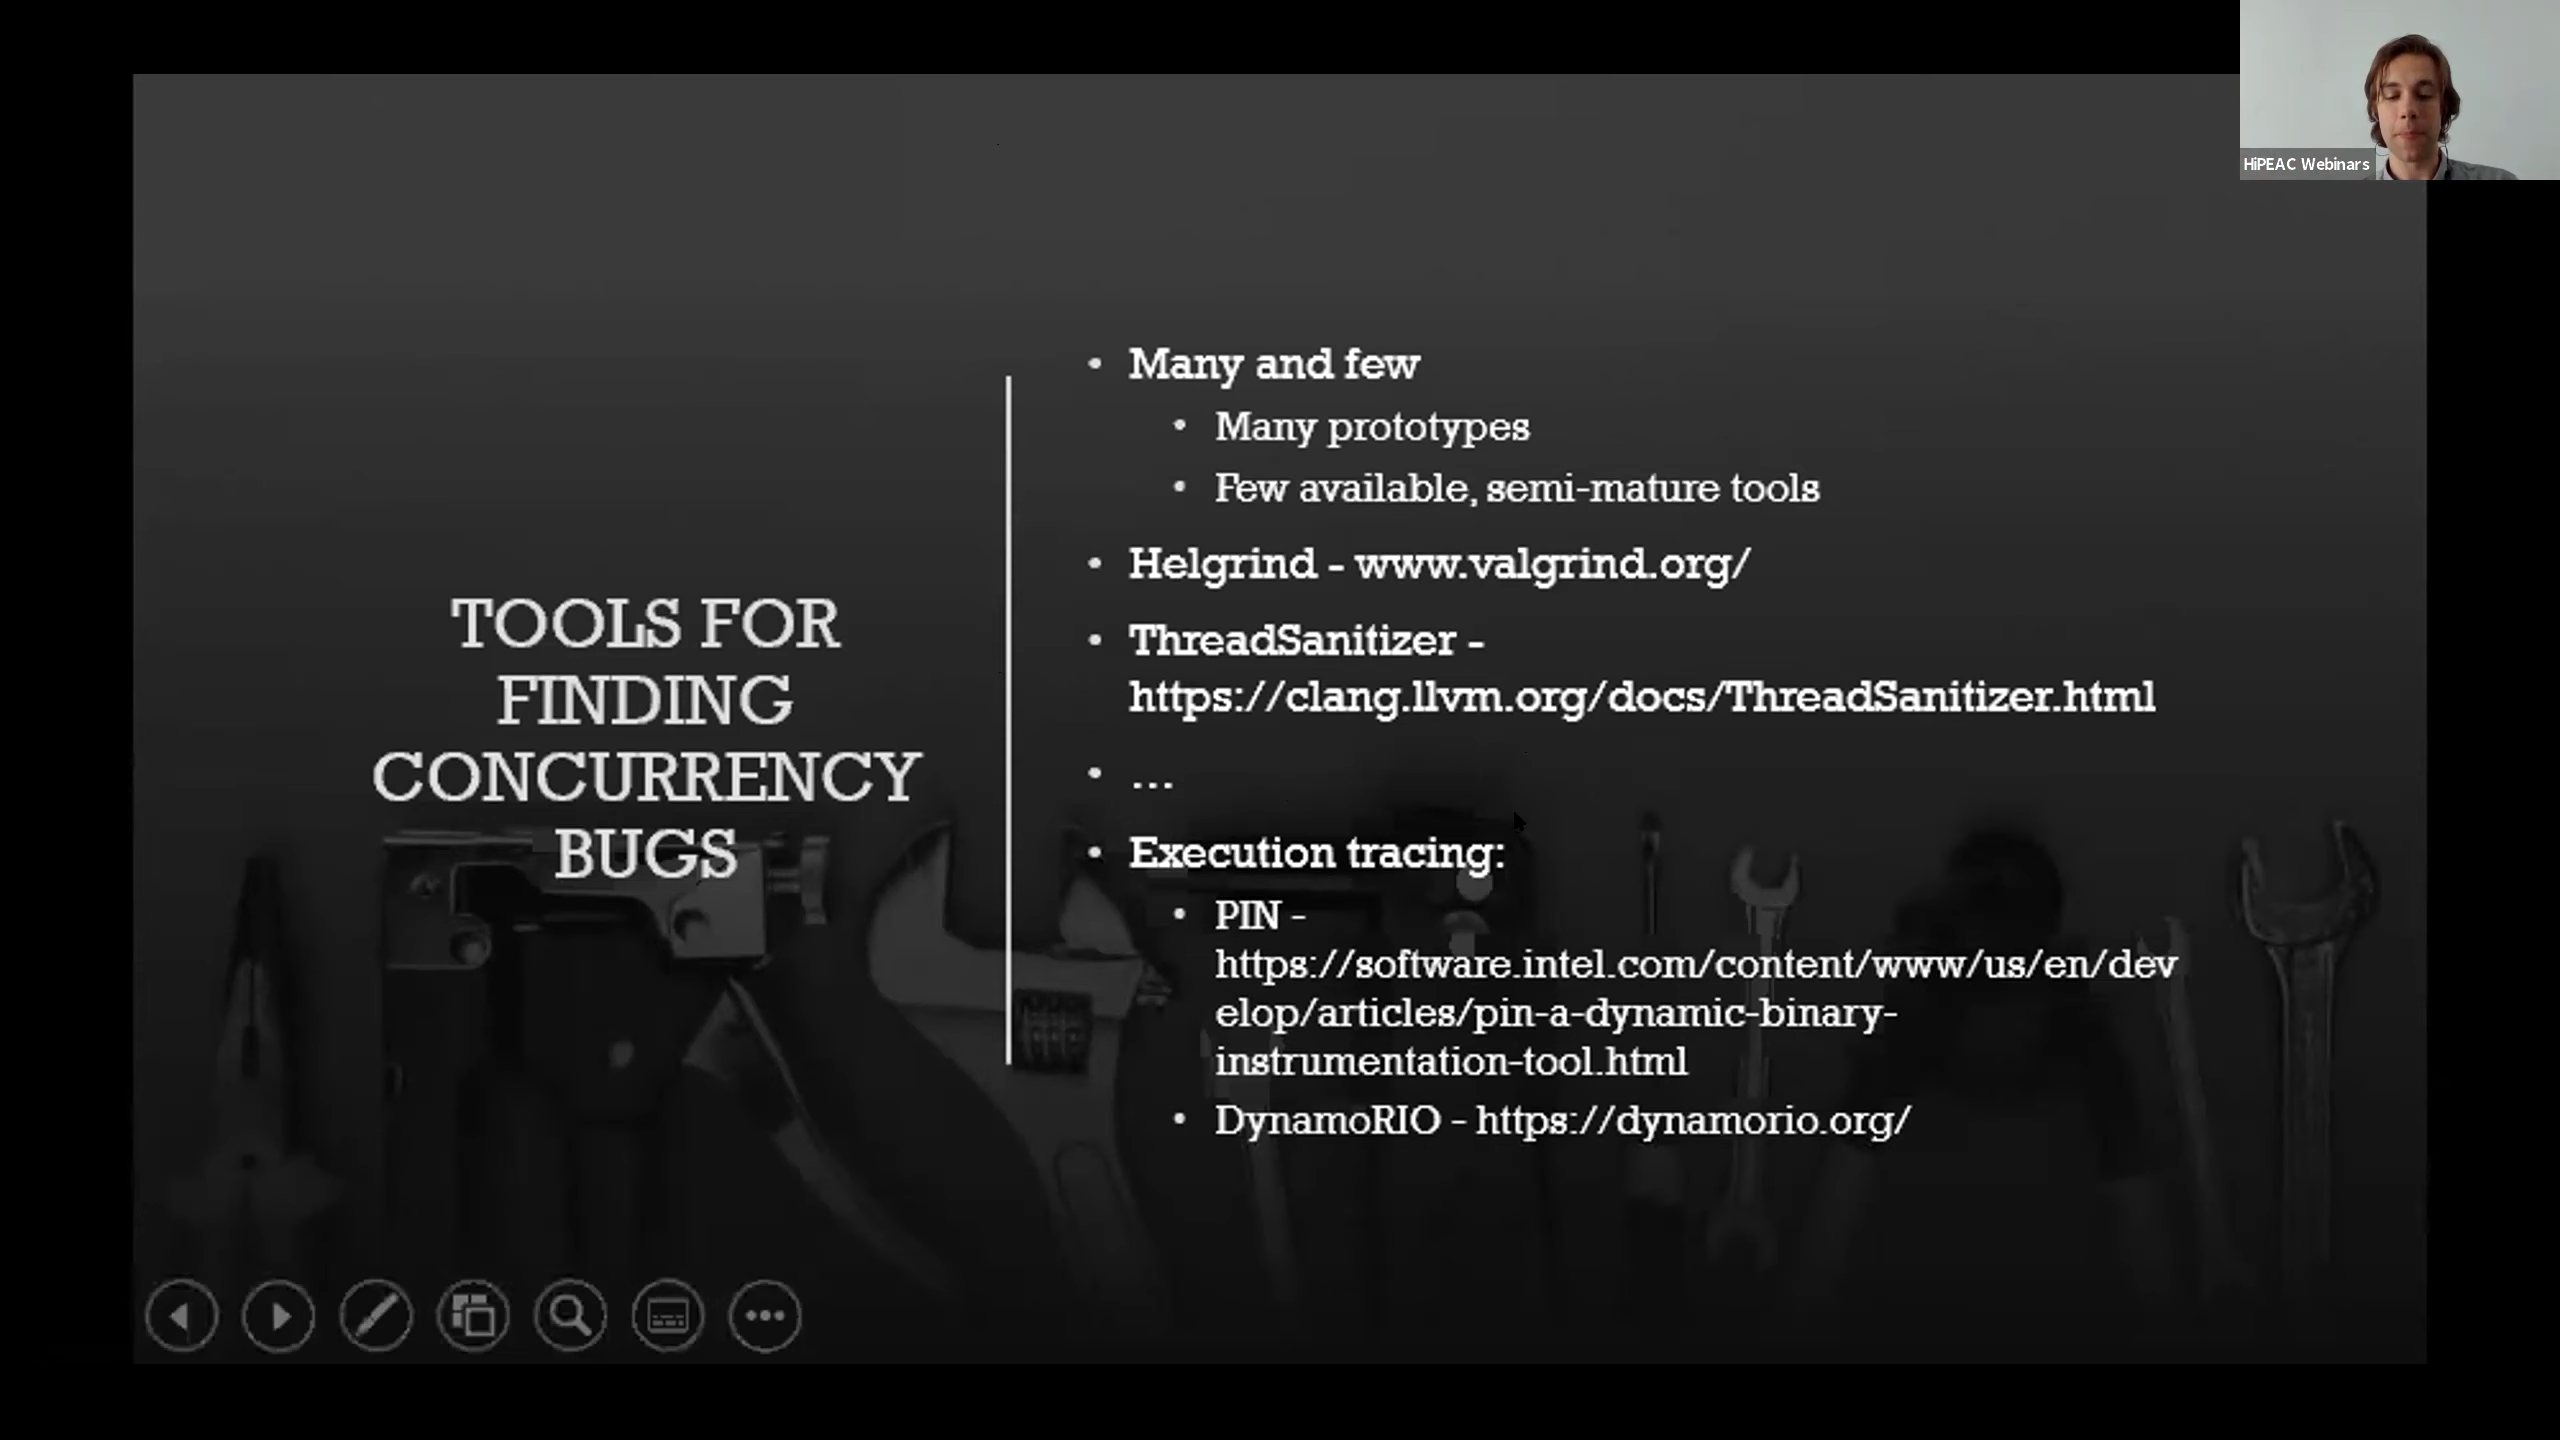 HiPEAC Webinars
TOOLS FOR
FINDING
CONCURRENCY
BUGS
• Many and few
• Many prototypes
• Few available, semi-mature tools
• Helgrind - www.valgrind.org/
• ThreadSanitizer -
https://clang.llvm.org/docs/ThreadSanitizer.html
• ...
• Execution tracing:
• PIN -
https://software.intel.com/content/www/us/en/dev
elop/articles/pin-a-dynamic-binary-
instrumentation-tool.html
• DynamoRIO - https://dynamorio.org/